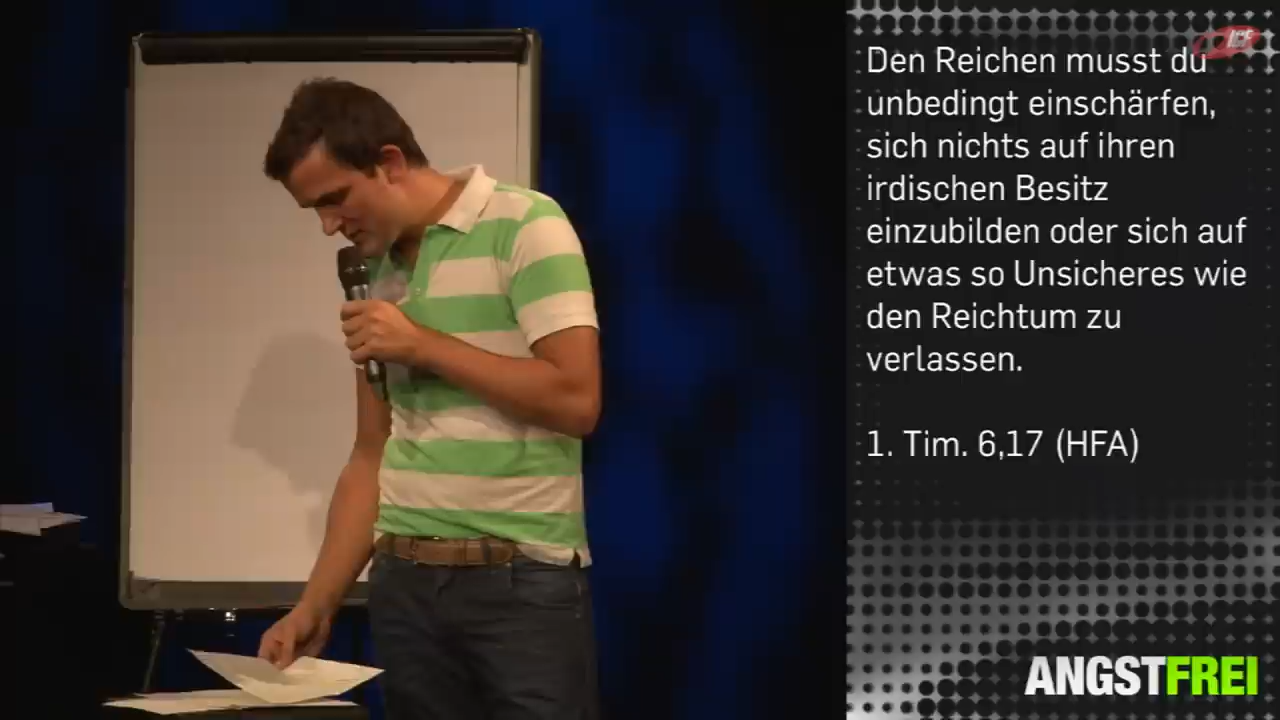 ICF
Den Reichen musst du
unbedingt einschärfen,
sich nichts auf ihren
irdischen Besitz
einzubilden oder sich auf
etwas so Unsicheres wie
den Reichtum zu
verlassen.
1. Tim. 6,17 (HFA)
ANGSTFREI